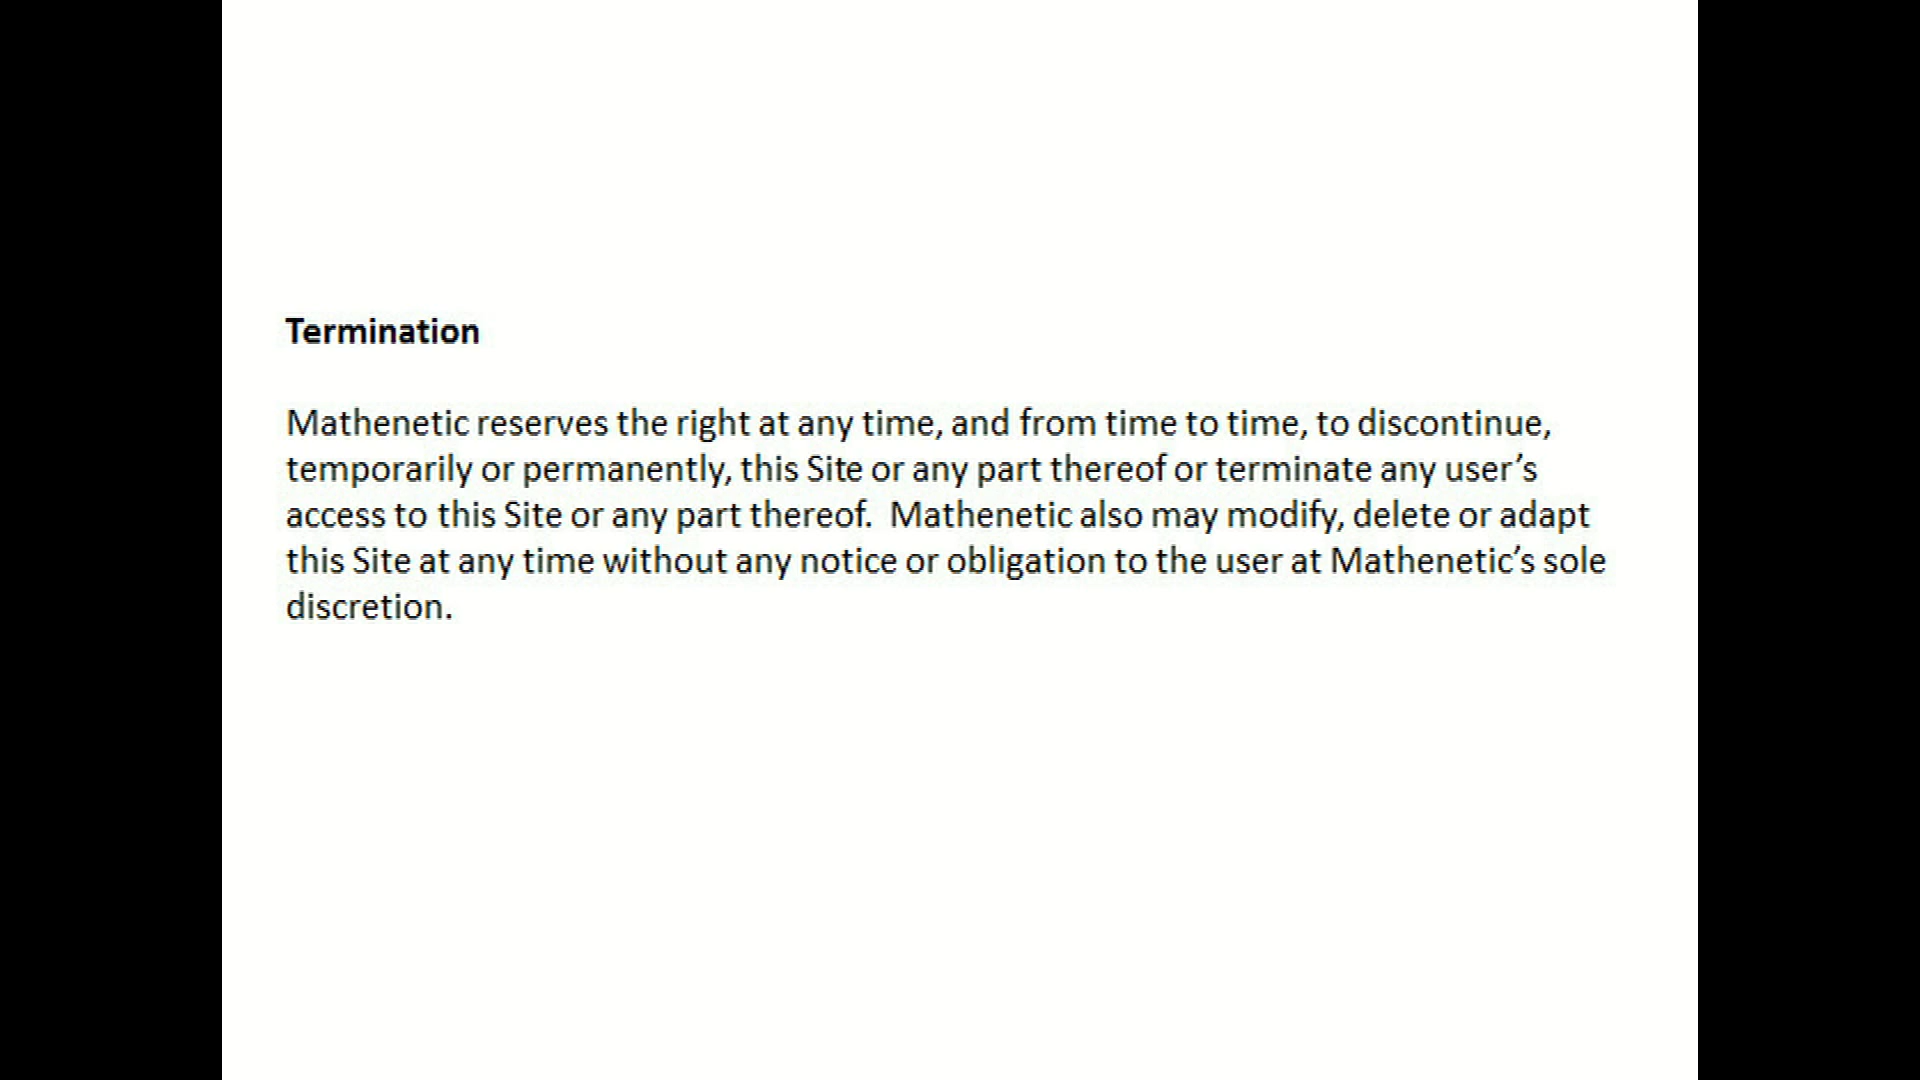 Termination
Mathenetic reserves the right at any time, and from time to time, to discontinue,
temporarily or permanently, this Site or any part thereof or terminate any user’s
access to this Site or any part thereof.  Mathenetic also may modify, delete or adapt
this Site at any time without any notice or obligation to the user at Mathenetic’s sole
discretion.